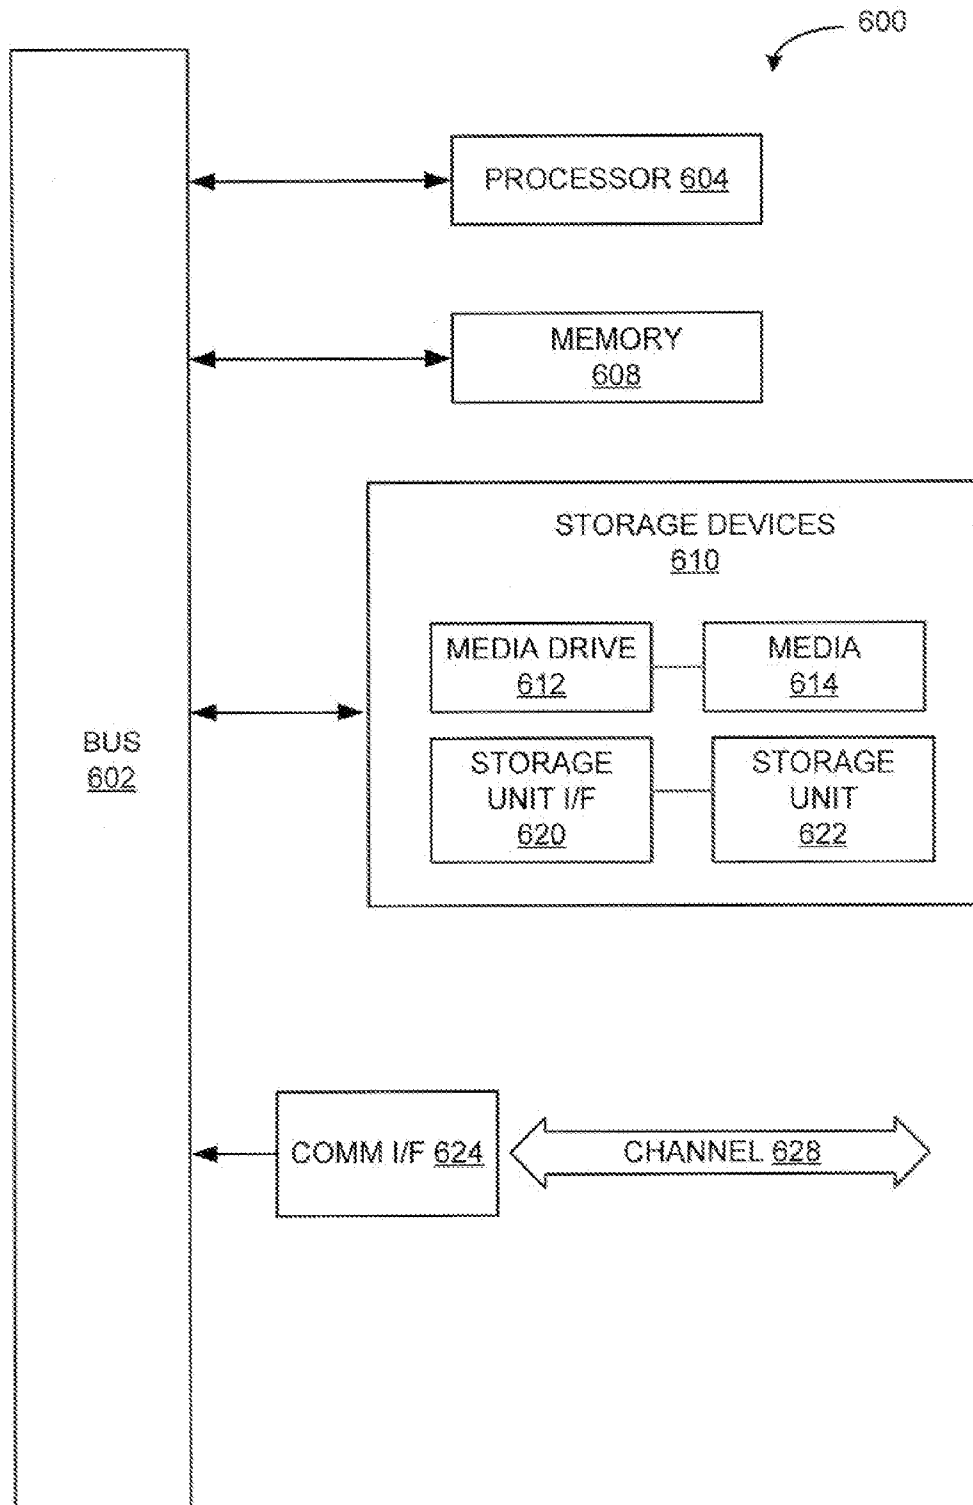 600
PROCESSOR 604
MEMORY
608
STORAGE DEVICES
610
MEDIA DRIVE
612
MEDIA
614
BUS
602
STORAGE
UNIT I/F
620
STORAGE
UNIT
622
COMM I/F 624
CHANNEL 628